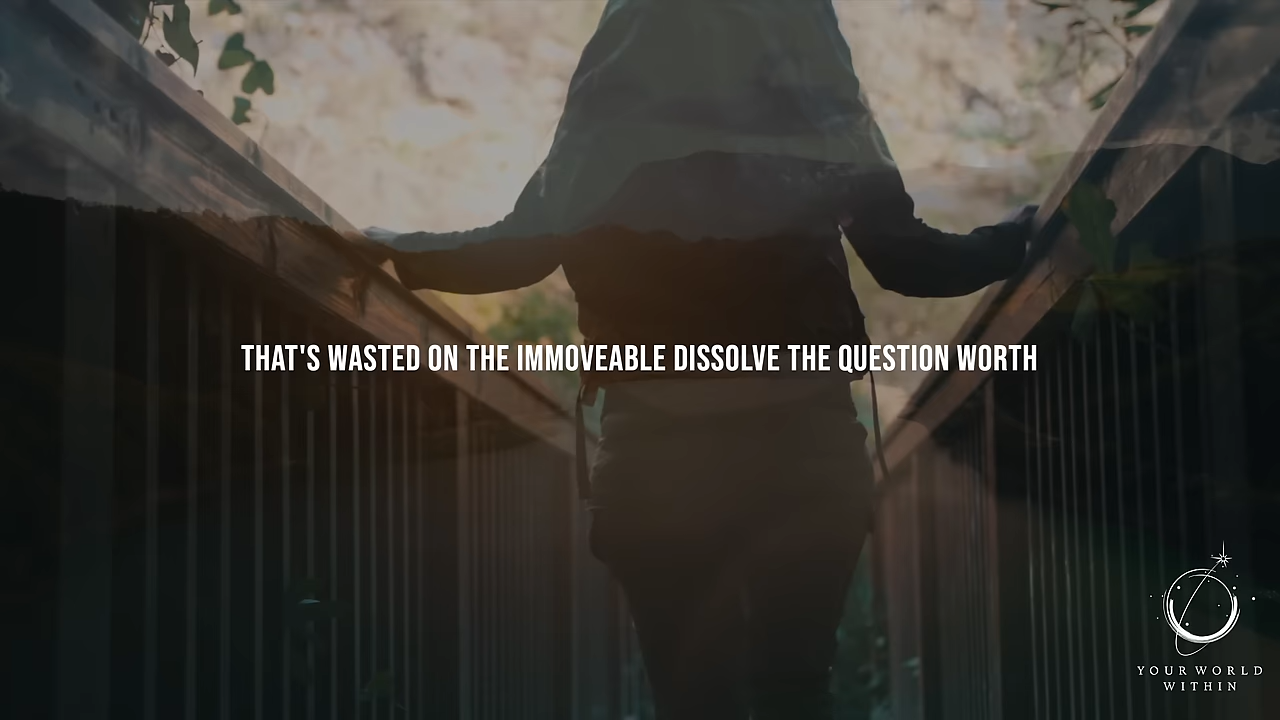 THAT'S WASTED ON THE IMMOVEABLE DISSOLVE THE QUESTION WORTH
YOUR WORLD
WITHIN